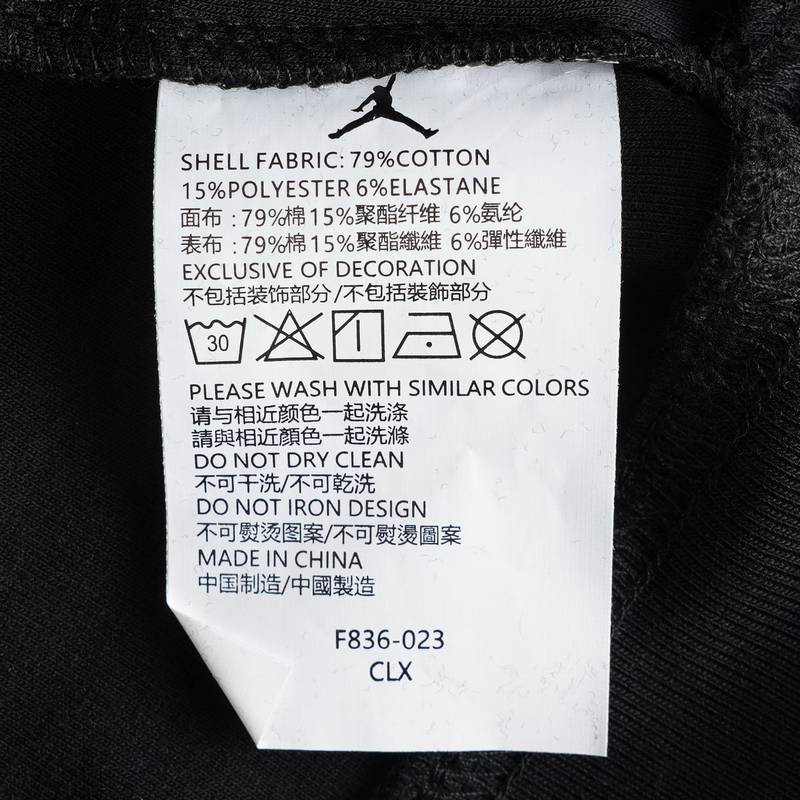 SHELL FABRIC: 79%COTTON
15%POLYESTER 6%ELASTANE
面布 :79%棉15%聚酯纤维 6%氨纶
表布 :79%棉15%聚酯纖維 6%彈性纖維
EXCLUSIVE OF DECORATION
不包括装饰部分/不包括裝飾部分
30
PLEASE WASH WITH SIMILAR COLORS
请与相近颜色一起洗涤
請與相近顏色一起洗滌
DO NOT DRY CLEAN
不可干洗/不可乾洗
DO NOT IRON DESIGN
不可熨烫图案/不可熨燙圖案
MADE IN CHINA
中国制造/中國製造
F836-023
CLX